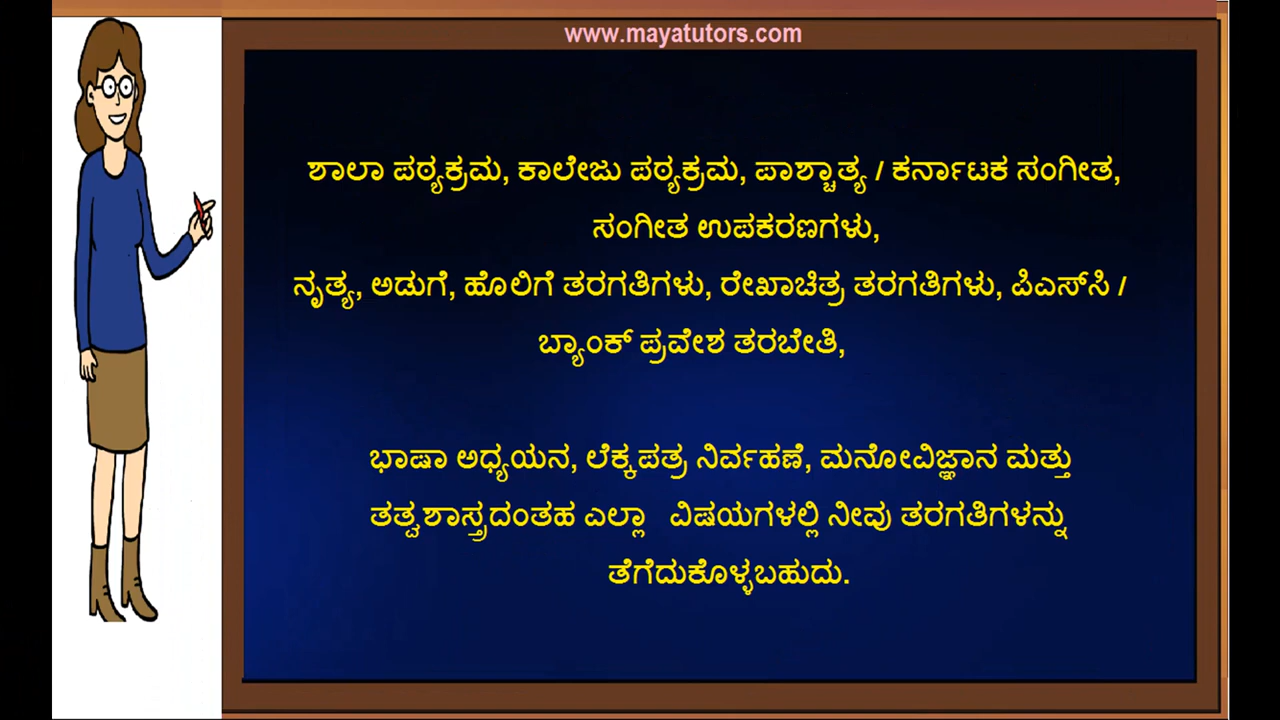 www.mayatutors.com
ಶಾಲಾ ಪಠ್ಯಕ್ರಮ, ಕಾಲೇಜು ಪಠ್ಯಕ್ರಮ, ಪಾಶ್ಚಾತ್ಯ / ಕರ್ನಾಟಕ ಸಂಗೀತ,
ಸಂಗೀತ ಉಪಕರಣಗಳು,
ನೃತ್ಯ, ಅಡುಗೆ, ಹೊಲಿಗೆ ತರಗತಿಗಳು, ರೇಖಾಚಿತ್ರ ತರಗತಿಗಳು, ಪಿಎಸ್‌ಸಿ /
ಬ್ಯಾಂಕ್ ಪ್ರವೇಶ ತರಬೇತಿ,
ಭಾಷಾ ಅಧ್ಯಯನ, ಲೆಕ್ಕಪತ್ರ ನಿರ್ವಹಣೆ, ಮನೋವಿಜ್ಞಾನ ಮತ್ತು
ತತ್ವಶಾಸ್ತ್ರದಂತಹ ಎಲ್ಲಾ ವಿಷಯಗಳಲ್ಲಿ ನೀವು ತರಗತಿಗಳನ್ನು
ತೆಗೆದುಕೊಳ್ಳಬಹುದು.